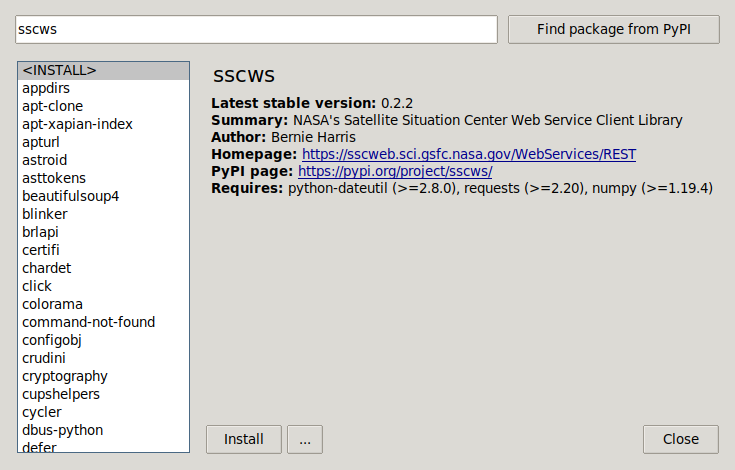 sscws
Find package from PyPI
<INSTALL>
appdirs
apt-clone
apt-xapian-index
apturl
astroid
asttokens
beautifulsoup4
blinker
brlapi
certifi
chardet
click
colorama
command-not-found
configobj
crudini
cryptography
cupshelpers
cycler
dbus-python
defer
sscws
Latest stable version: 0.2.2
Summary: NASA's Satellite Situation Center Web Service Client Library
Author: Bernie Harris
Homepage: https://sscweb.sci.gsfc.nasa.gov/WebServices/REST
PyPI page: https://pypi.org/project/sscws/
Requires: python-dateutil (>=2.8.0), requests (>=2.20), numpy (>=1.19.4)
Install
...
Close